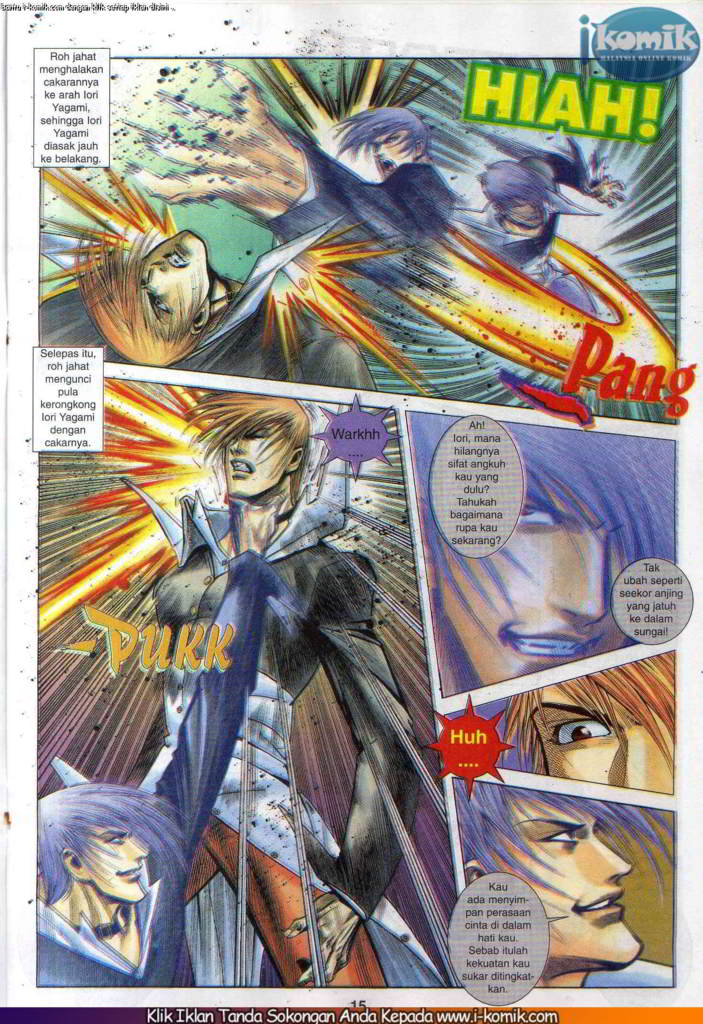 ikomik
MALAYSIA ONLINE KOMIK
Roh jahat
menghalakan
cakarannya
ke arah Iori
Yagami,
sehingga Iori
Yagami
diasak jauh
ke belakang.
HIAH!
Pang
Selepas itu,
roh jahat
mengunci
pula
kerongkong
Iori Yagami
dengan
cakarnya.
Warkhh
....
Ah!
Iori, mana
hilangnya
sifat angkuh
kau yang
dulu?
Tahukah
bagaimana
rupa kau
sekarang?
Tak
ubah seperti
seekor anjing
yang jatuh
ke dalam
sungai!
PUKK
Huh
....
Kau
ada menyim-
pan perasaan
cinta di dalam
hati kau.
Sebab itulah
kekuatan kau
sukar ditingkat-
kan.
15
Klik Iklan Tanda Sokongan Anda Kepada www.i-komik.com